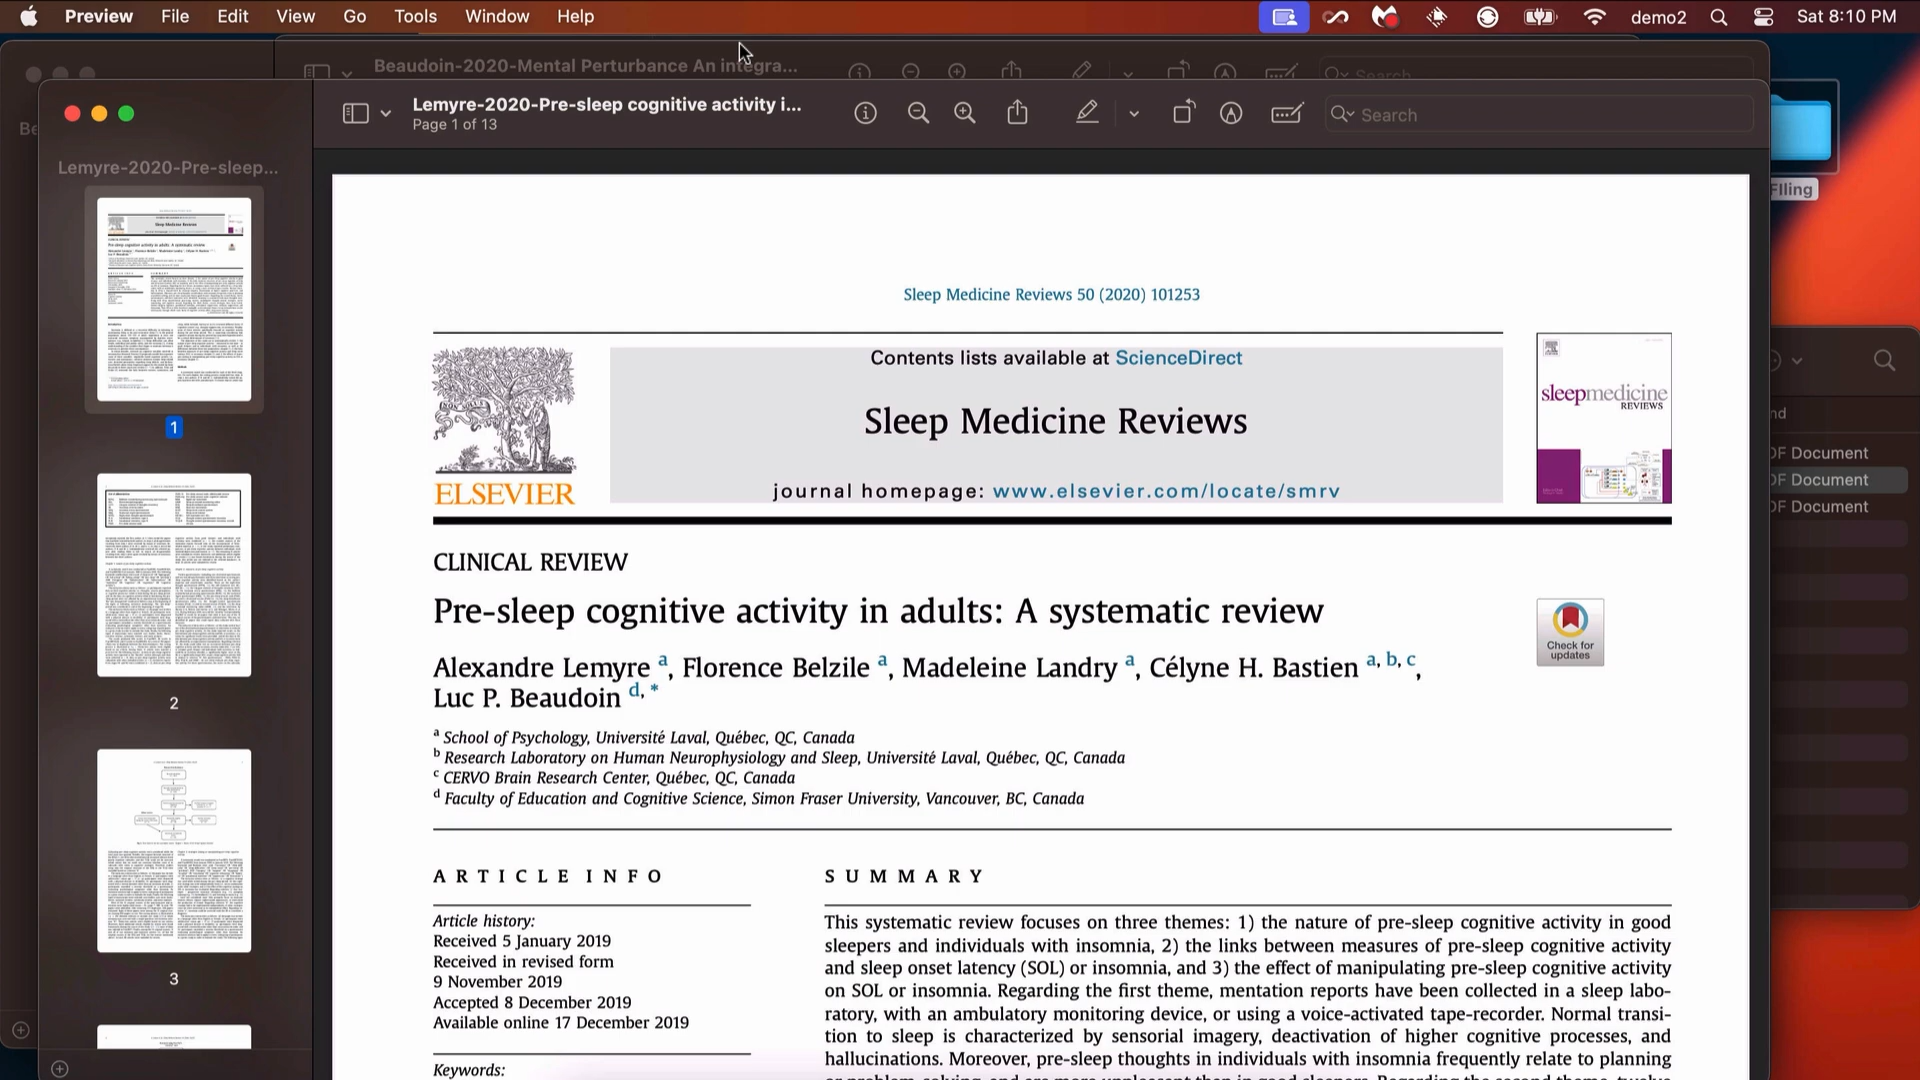 Preview File Edit View Go Tools Window Help demo2 Sat 8:10 PM
Beaudoin-2020-Mental Perturbance An integra...
Search
Be
Lemyre-2020-Pre-sleep cognitive activity i...
Page 1 of 13
Search
Lemyre-2020-Pre-sleep...
1
2
3
FIling
nd
DF Document
DF Document
DF Document
Sleep Medicine Reviews 50 (2020) 101253
Contents lists available at ScienceDirect
Sleep Medicine Reviews
journal homepage: www.elsevier.com/locate/smrv
ELSEVIER
sleepmedicine
REVIEWS
CLINICAL REVIEW
Pre-sleep cognitive activity in adults: A systematic review
Check for
updates
Alexandre Lemyre a, Florence Belzile a, Madeleine Landry a, Célyne H. Bastien a, b, c,
Luc P. Beaudoin d, *
a School of Psychology, Université Laval, Québec, QC, Canada
b Research Laboratory on Human Neurophysiology and Sleep, Université Laval, Québec, QC, Canada
c CERVO Brain Research Center, Québec, QC, Canada
d Faculty of Education and Cognitive Science, Simon Fraser University, Vancouver, BC, Canada
ARTICLE INFO
Article history:
Received 5 January 2019
Received in revised form
9 November 2019
Accepted 8 December 2019
Available online 17 December 2019
Keywords:
SUMMARY
This systematic review focuses on three themes: 1) the nature of pre-sleep cognitive activity in good
sleepers and individuals with insomnia, 2) the links between measures of pre-sleep cognitive activity
and sleep onset latency (SOL) or insomnia, and 3) the effect of manipulating pre-sleep cognitive activity
on SOL or insomnia. Regarding the first theme, mentation reports have been collected in a sleep labo-
ratory, with an ambulatory monitoring device, or using a voice-activated tape-recorder. Normal transi-
tion to sleep is characterized by sensorial imagery, deactivation of higher cognitive processes, and
hallucinations. Moreover, pre-sleep thoughts in individuals with insomnia frequently relate to planning